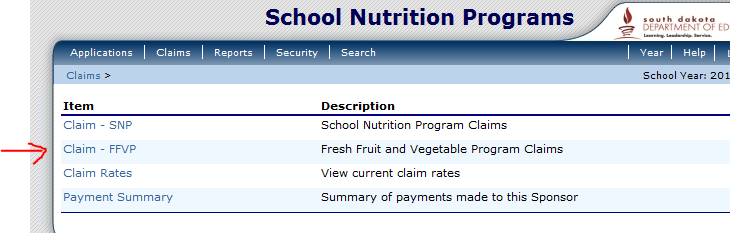 School Nutrition Programs
south dakota
DEPARTMENT OF ED
Learning. Leadership. Service.
Applications | Claims | Reports | Security | Search | Year | Help |
Claims > School Year: 201
Item Description
Claim - SNP School Nutrition Program Claims
Claim - FFVP Fresh Fruit and Vegetable Program Claims
Claim Rates View current claim rates
Payment Summary Summary of payments made to this Sponsor